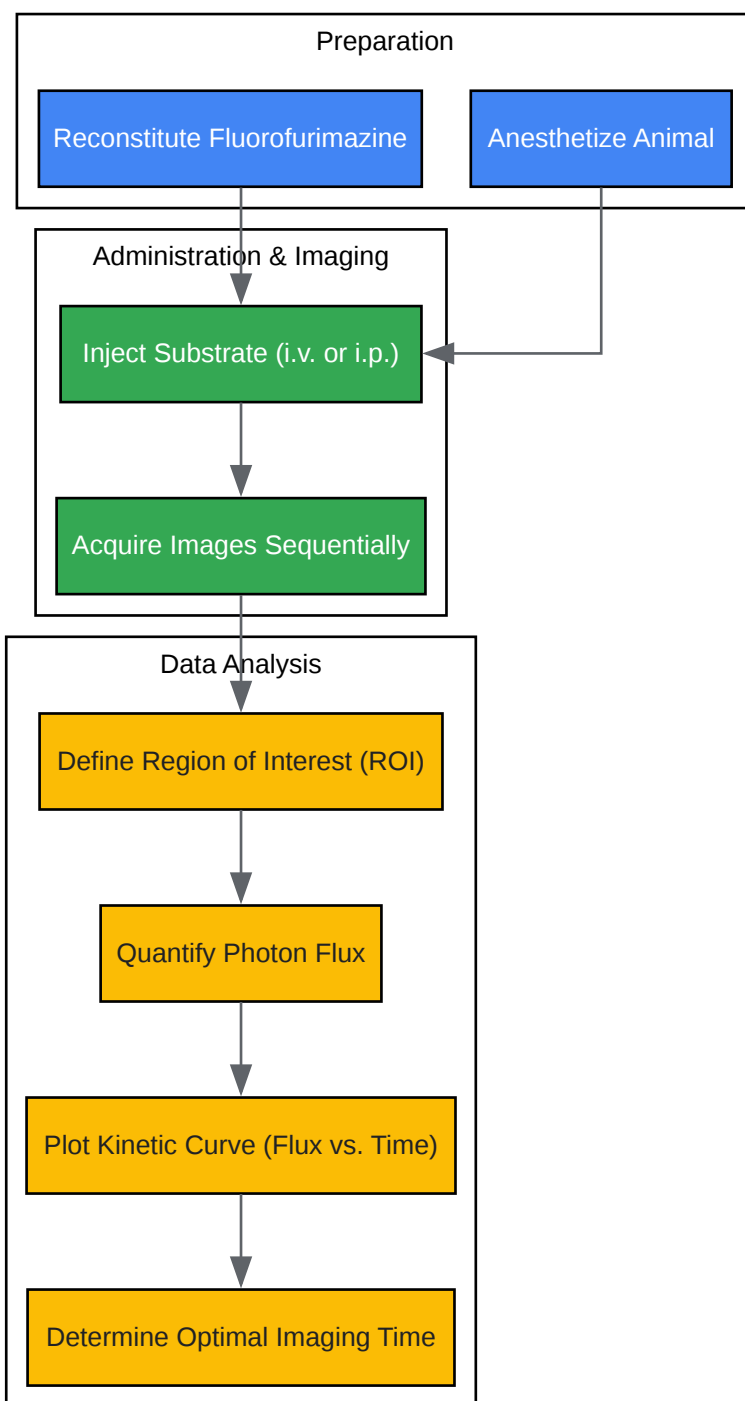 Preparation
Reconstitute Fluorofurimazine
Anesthetize Animal
Administration & Imaging
Inject Substrate (i.v. or i.p.)
Acquire Images Sequentially
Data Analysis
Define Region of Interest (ROI)
Quantify Photon Flux
Plot Kinetic Curve (Flux vs. Time)
Determine Optimal Imaging Time